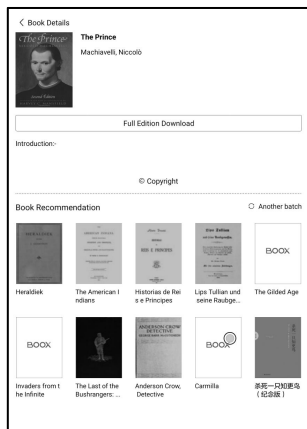 Book Details
The Prince
The Prince
Machiavelli, Niccolò
Full Edition Download
Introduction:-
© Copyright
Book Recommendation
Another batch
BOOX
Heraldiek
The American I
ndians
Historias de Rei
s e Principes
Lips Tullian und
seine Raubge...
The Gilded Age
BOOX
ANDERSON CROW
DETECTIVE
BOOX
Invaders from t
he Infinite
The Last of the
Bushrangers: ...
Anderson Crow,
Detective
Carmilla
杀死一只知更鸟
(纪念版)